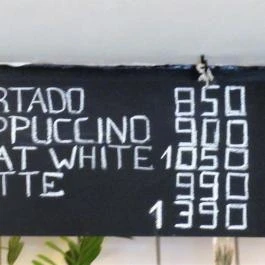 RTADO 850
PPUCCINO 900
AT WHITE 1050
TTE 990
1390